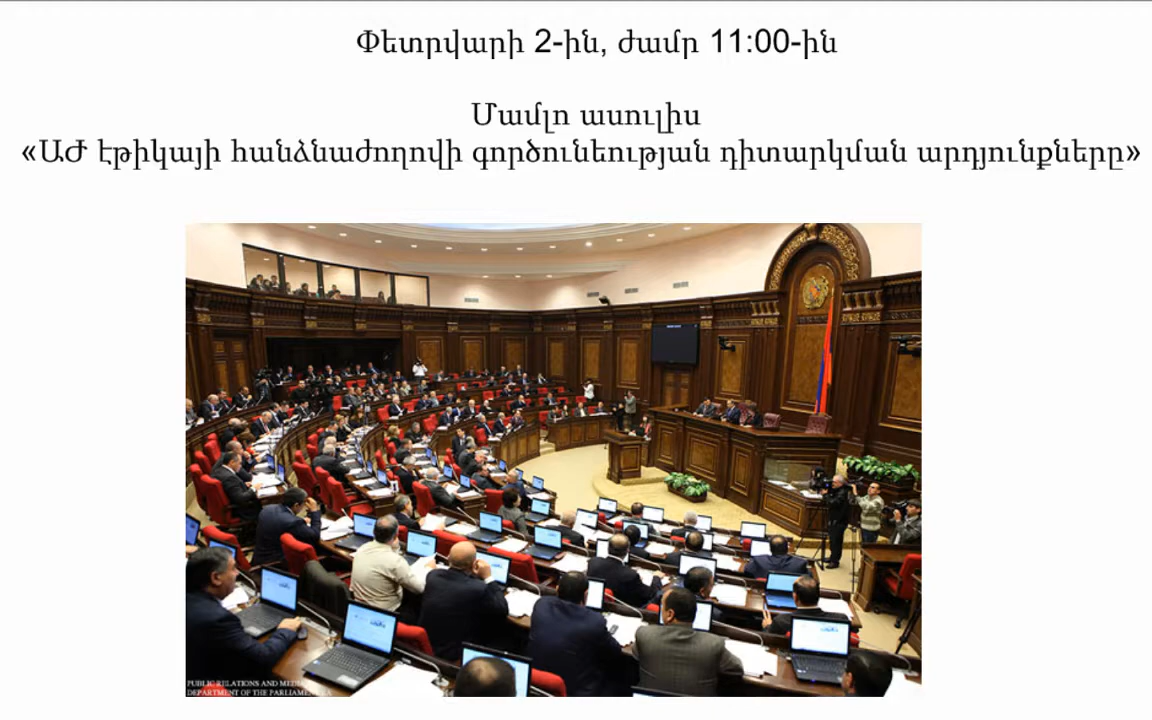 Փետրվարի 2-ին, ժամր 11:00-ին
Մամլո ասուլիս
«ԱԺ էթիկայի հանձնաժողովի գործունեության դիտարկման արդյունքները»
PUBLIC RELATIONS AND MEDIA
DEPARTMENT OF THE PARLIAMENT